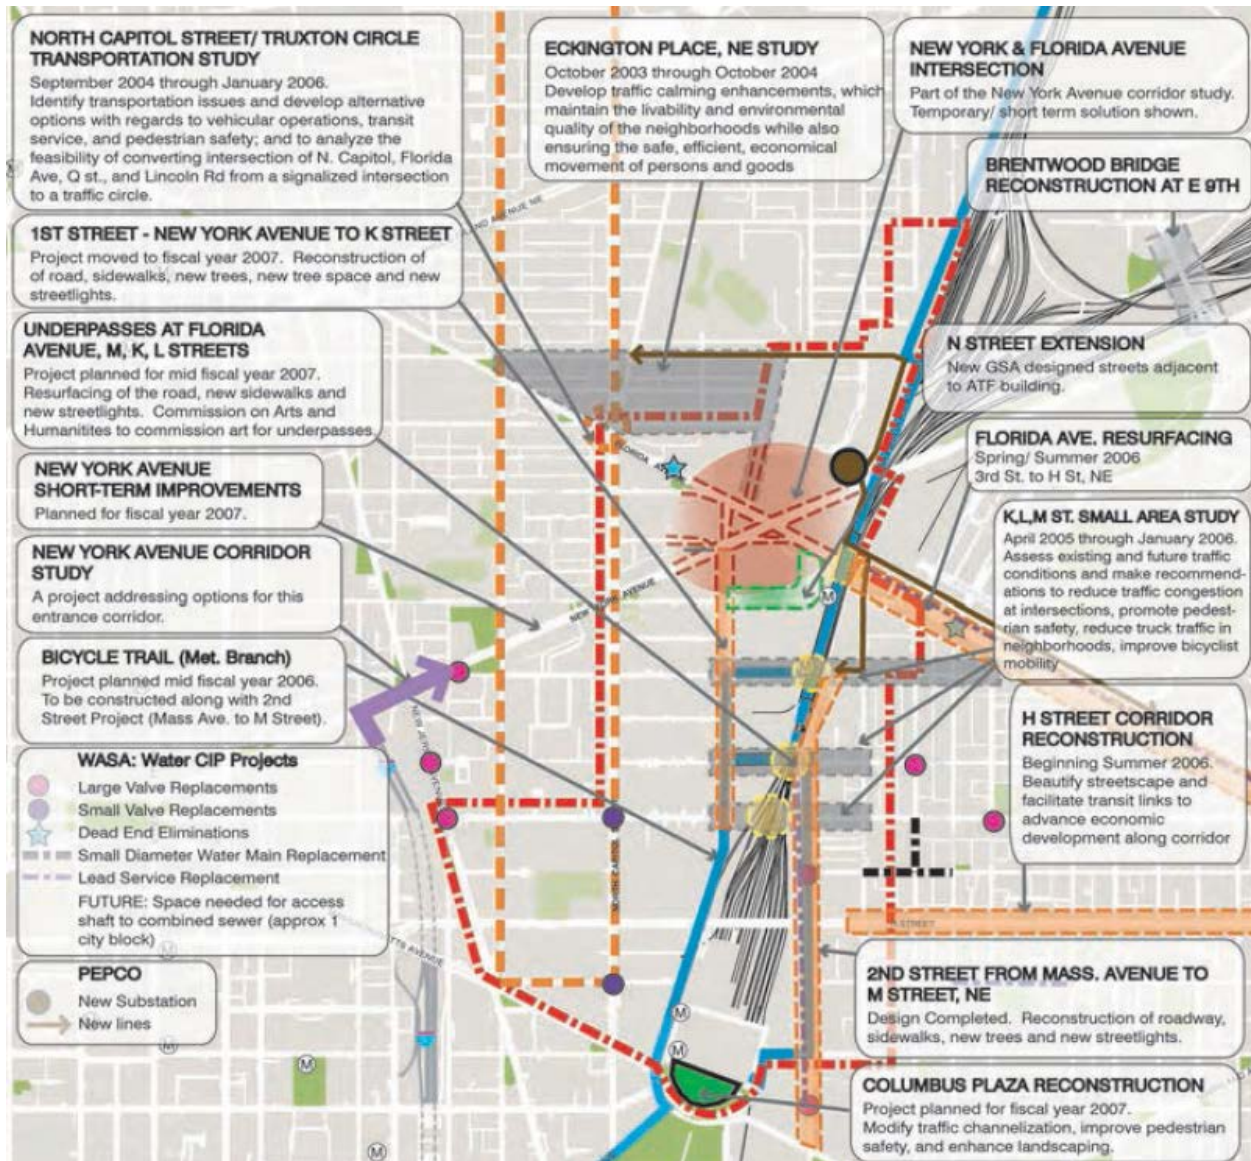 NORTH CAPITOL STREET/ TRUXTON CIRCLE
TRANSPORTATION STUDY
September 2004 through January 2006.
Identify transportation issues and develop alternative
options with regards to vehicular operations, transit
service, and pedestrian safety; and to analyze the
feasibility of converting intersection of N. Capitol, Florida
Ave, Q st., and Lincoln Rd from a signalized intersection
to a traffic circle.
ECKINGTON PLACE, NE STUDY
October 2003 through October 2004
Develop traffic calming enhancements, which
maintain the livability and environmental
quality of the neighborhoods while also
ensuring the safe, efficient, economical
movement of persons and goods
NEW YORK & FLORIDA AVENUE
INTERSECTION
Part of the New York Avenue corridor study.
Temporary/ short term solution shown.
BRENTWOOD BRIDGE
RECONSTRUCTION AT E 9TH
AVENUE NE
1ST STREET - NEW YORK AVENUE TO K STREET
Project moved to fiscal year 2007. Reconstruction of
of road, sidewalks, new trees, new tree space and new
streetlights.
UNDERPASSES AT FLORIDA
AVENUE, M, K, L STREETS
Project planned for mid fiscal year 2007.
Resurfacing of the road, new sidewalks and
new streetlights. Commission on Arts and
Humanitites to commission art for underpasses
N STREET EXTENSION
New GSA designed streets adjacent
to ATF building.
FLORIDA AVE. RESURFACING
Spring/ Summer 2006
3rd St. to H St, NE
FLORIDA
NEW YORK AVENUE
SHORT-TERM IMPROVEMENTS
Planned for fiscal year 2007.
K,L,M ST. SMALL AREA STUDY
April 2005 through January 2006.
Assess existing and future traffic
conditions and make recommend-
ations to reduce traffic congestion
at intersections, promote pedest-
rian safety, reduce truck traffic in
neighborhoods, improve bicyclist
mobility
NEW YORK AVENUE CORRIDOR
STUDY
A project addressing options for this
entrance corridor.
NEW YORK AVENUE
M
BICYCLE TRAIL (Met. Branch)
Project planned mid fiscal year 2006.
To be constructed along with 2nd
Street Project (Mass Ave. to M Street).
H STREET CORRIDOR
RECONSTRUCTION
Beginning Summer 2006.
Beautify streetscape and
facilitate transit links to
advance economic
development along corridor
WASA: Water CIP Projects
Large Valve Replacements
Small Valve Replacements
Dead End Eliminations
Small Diameter Water Main Replacement
Lead Service Replacement
FUTURE: Space needed for access
shaft to combined sewer (approx 1
city block)
NEW JERSEY AVENUE
NORTH CAPITOL
STREET
AVENUE
M
PEPCO
New Substation
New lines
2ND STREET FROM MASS. AVENUE TO
M STREET, NE
Design Completed. Reconstruction of roadway,
sidewalks, new trees and new streetlights.
M
M
M
M
COLUMBUS PLAZA RECONSTRUCTION
Project planned for fiscal year 2007.
Modify traffic channelization, improve pedestrian
safety, and enhance landscaping.
M